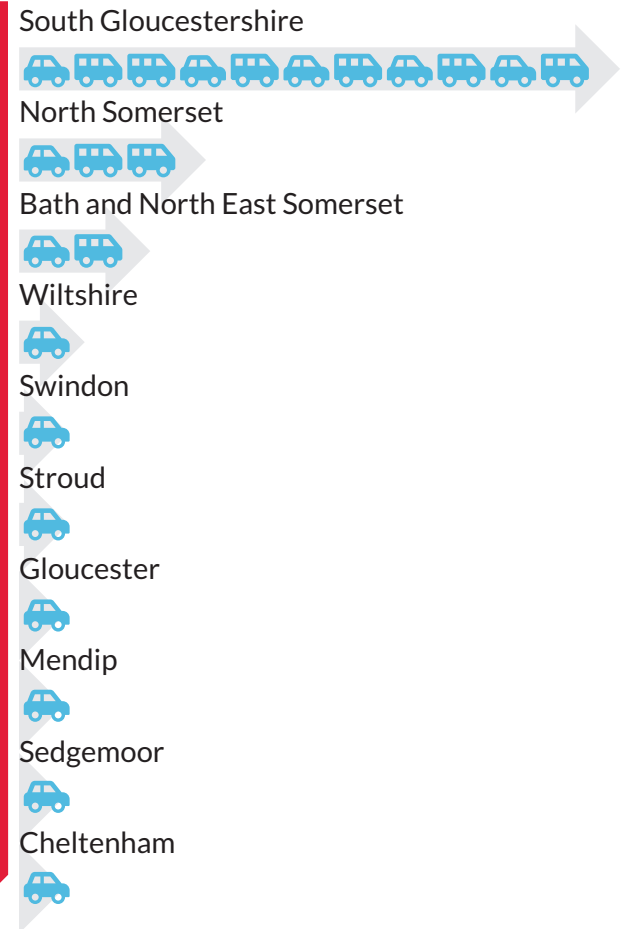 South Gloucestershire
North Somerset
Bath and North East Somerset
Wiltshire
Swindon
Stroud
Gloucester
Mendip
Sedgemoor
Cheltenham